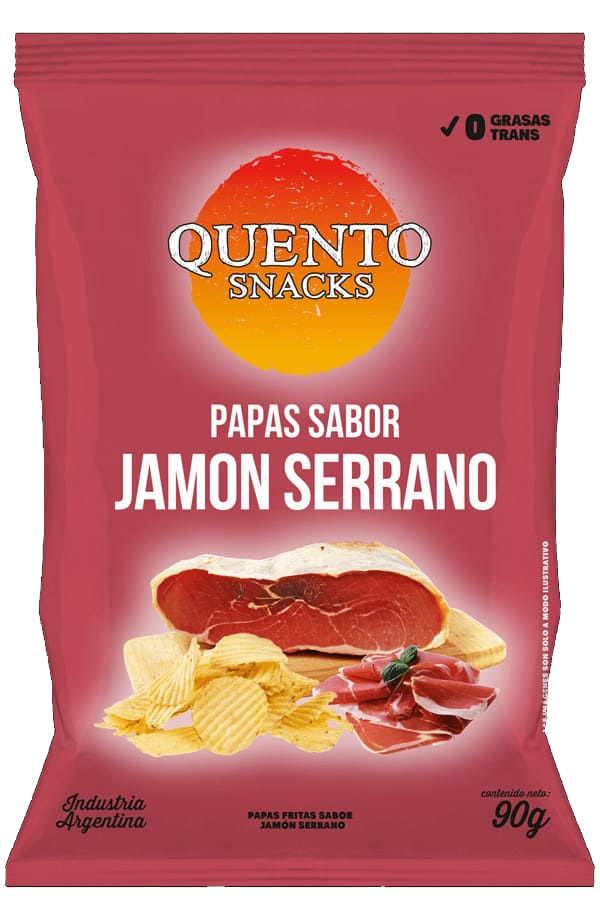 0 GRASAS
TRANS
QUENTO
SNACKS
PAPAS SABOR
JAMON SERRANO
LAS IMÁGENES SON SOLO A MODO ILUSTRATIVO
Industria
Argentina
PAPAS FRITAS SABOR
JAMÓN SERRANO
contenido neto:
90g